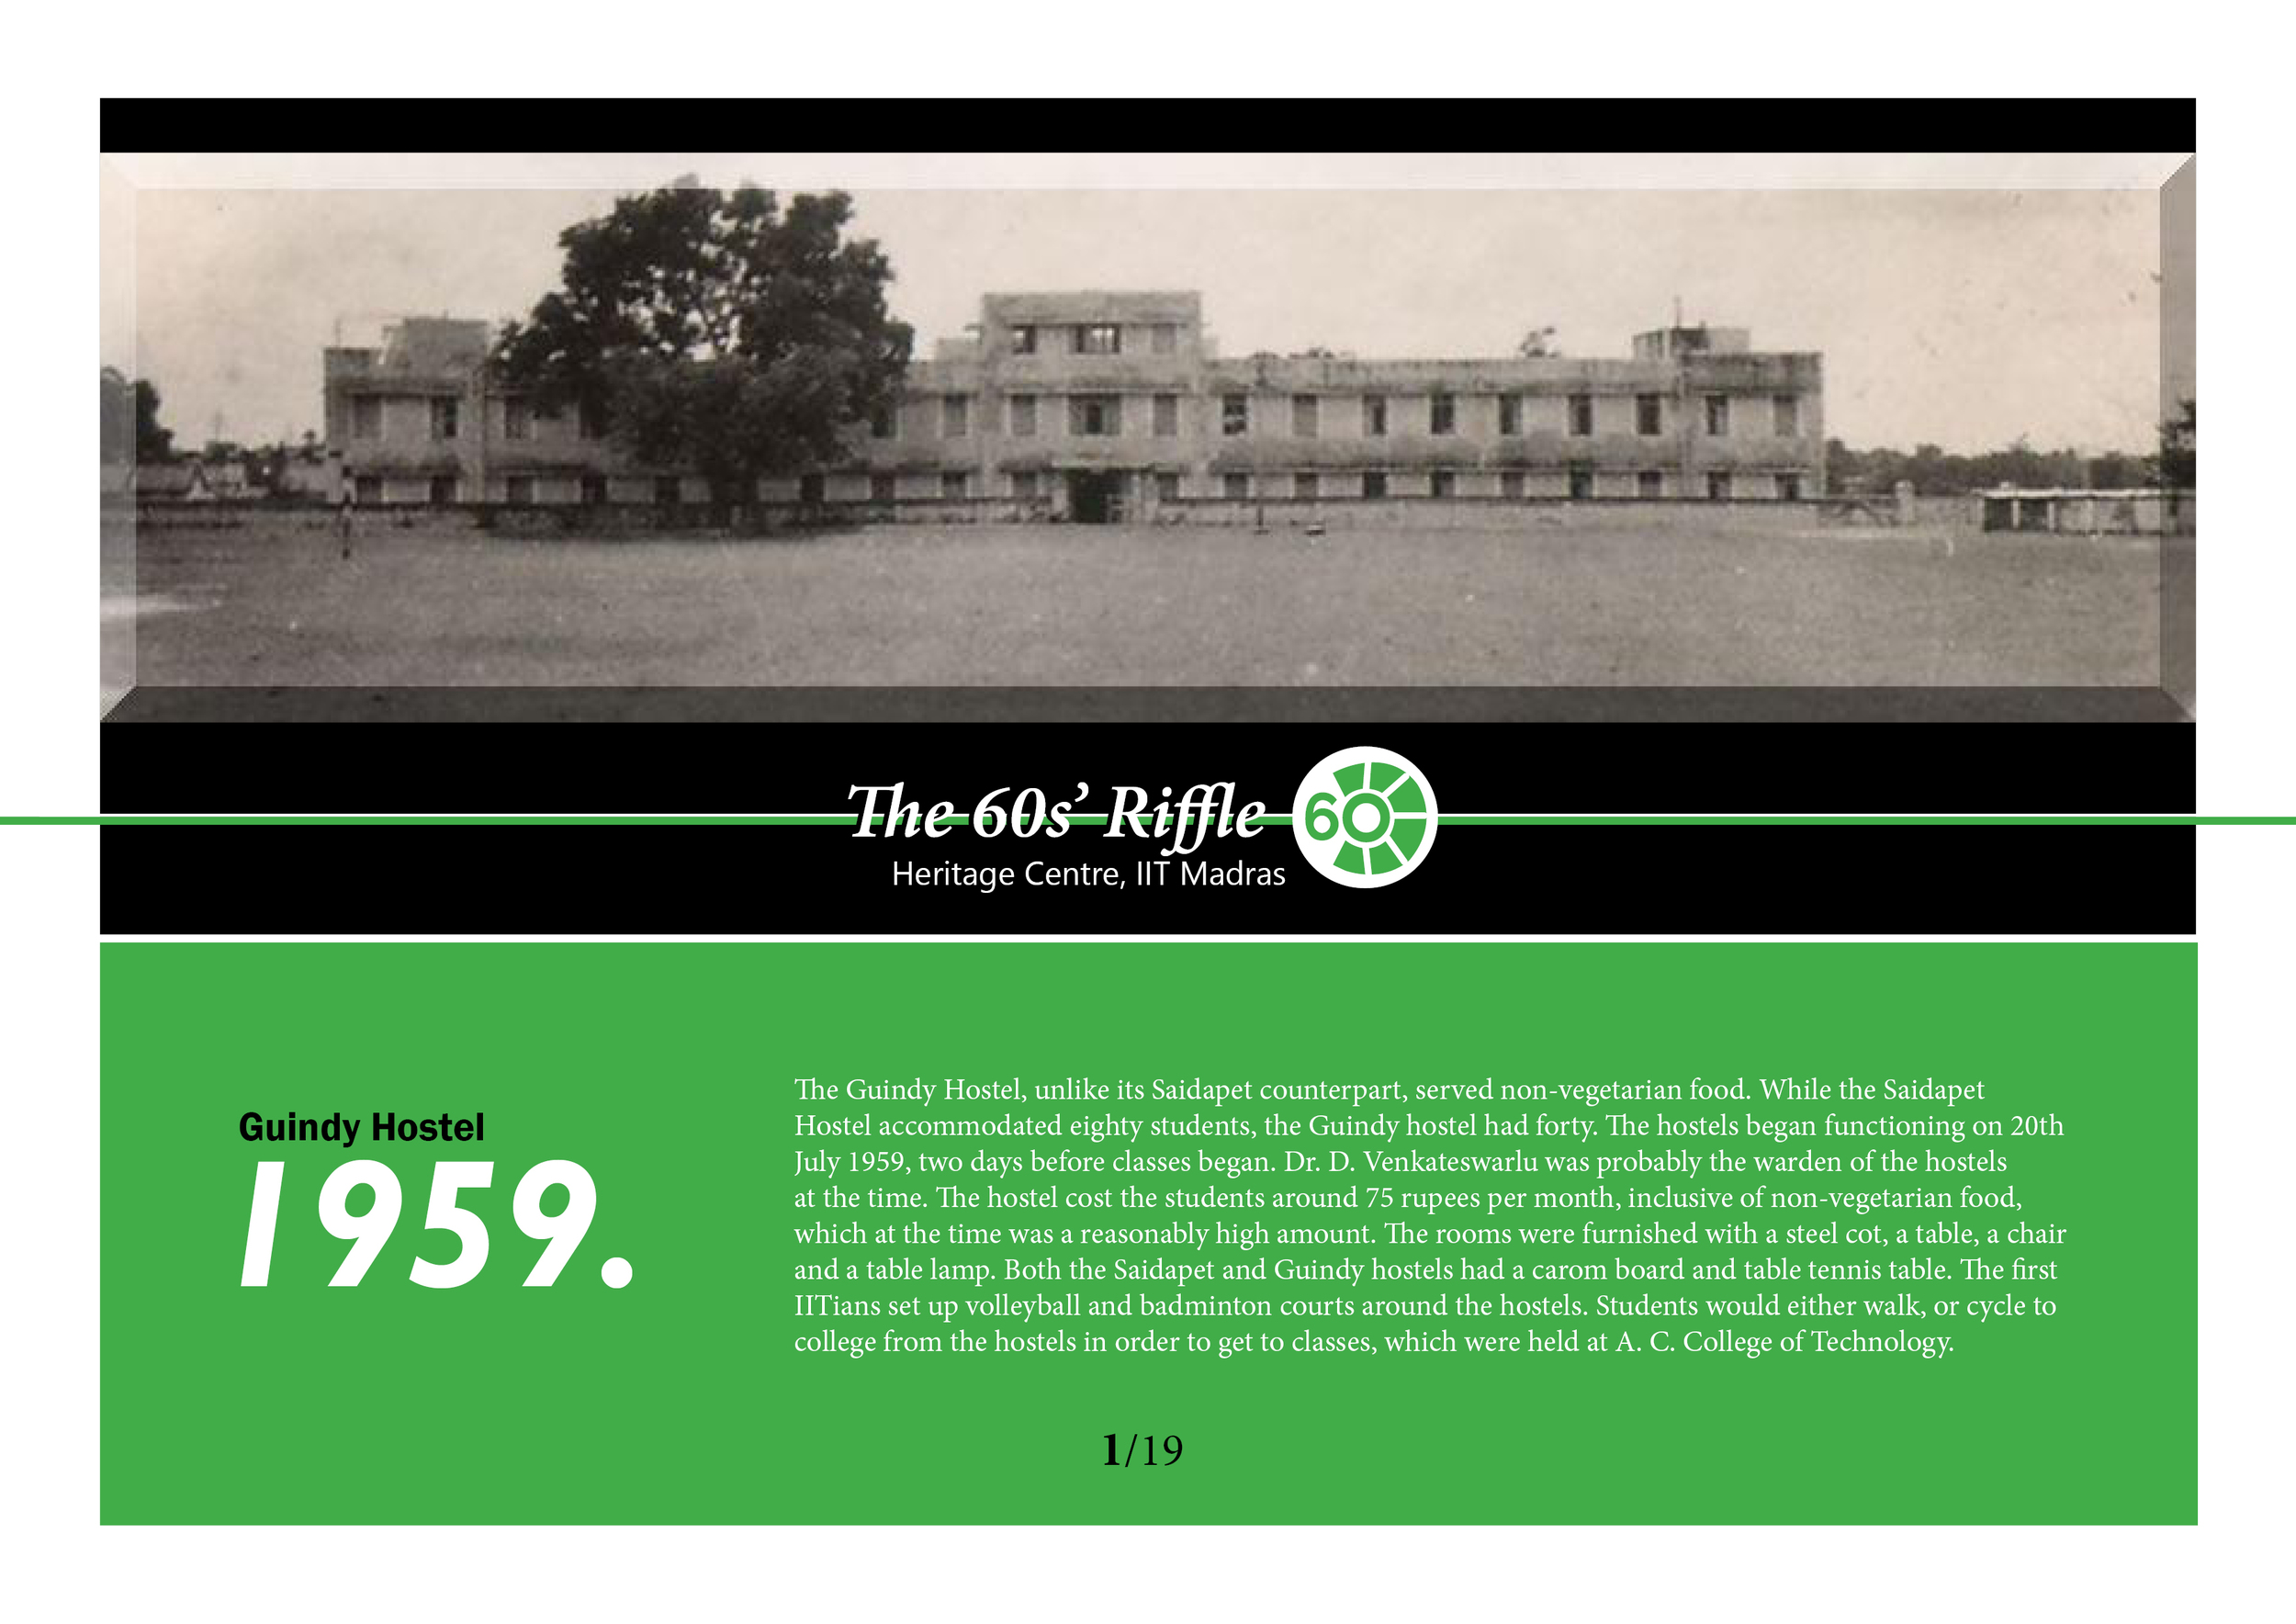 The 60s’ Riffle
60
Heritage Centre, IIT Madras
Guindy Hostel
1959.
The Guindy Hostel, unlike its Saidapet counterpart, served non-vegetarian food. While the Saidapet
Hostel accommodated eighty students, the Guindy hostel had forty. The hostels began functioning on 20th
July 1959, two days before classes began. Dr. D. Venkateswarlu was probably the warden of the hostels
at the time. The hostel cost the students around 75 rupees per month, inclusive of non-vegetarian food,
which at the time was a reasonably high amount. The rooms were furnished with a steel cot, a table, a chair
and a table lamp. Both the Saidapet and Guindy hostels had a carom board and table tennis table. The first
IITians set up volleyball and badminton courts around the hostels. Students would either walk, or cycle to
college from the hostels in order to get to classes, which were held at A. C. College of Technology.
1/19